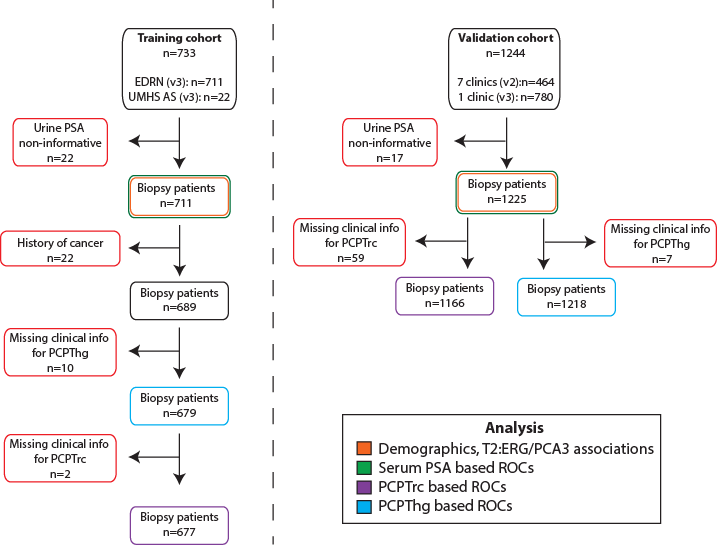 Training cohort
n=733
EDRN (v3): n=711
UMHS AS (v3): n=22
Urine PSA
non-informative
n=22
Biopsy patients
n=711
History of cancer
n=22
Biopsy patients
n=689
Missing clinical info
for PCPThg
n=10
Biopsy patients
n=679
Missing clinical info
for PCPTrc
n=2
Biopsy patients
n=677
Validation cohort
n=1244
7 clinics (v2):n=464
1 clinic (v3): n=780
Urine PSA
non-informative
n=17
Biopsy patients
n=1225
Missing clinical info
for PCPTrc
n=59
Missing clinical info
for PCPThg
n=7
Biopsy patients
n=1166
Biopsy patients
n=1218
Analysis
Demographics, T2:ERG/PCA3 associations
Serum PSA based ROCs
PCPTrc based ROCs
PCPThg based ROCs